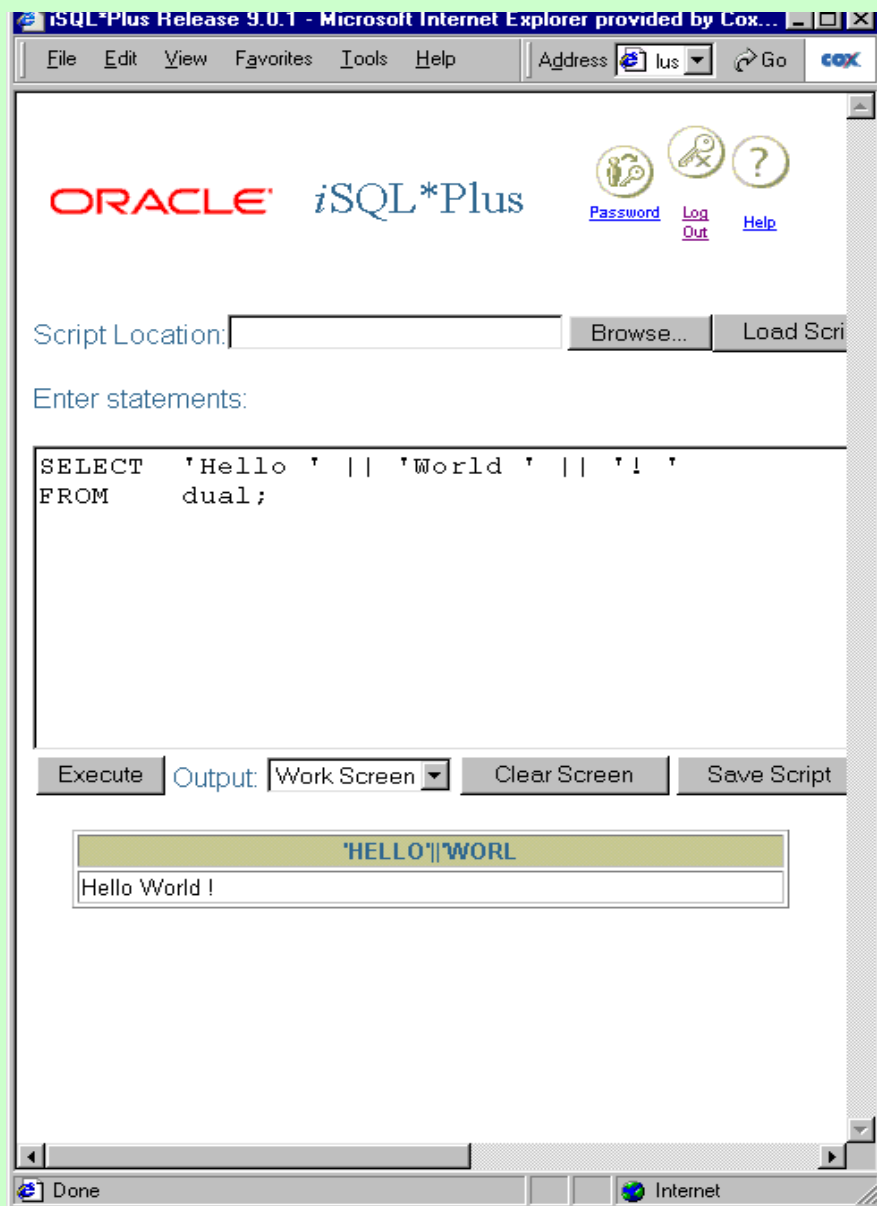 iSQL*Plus Release 9.0.1 - Microsoft Internet Explorer provided by Cox...
File Edit View Favorites Tools Help Address lus Go COX
ORACLE iSQL*Plus
Password Log Out Help
Script Location: Browse... Load Scri
Enter statements:
SELECT 'Hello ' || 'World ' || '! '
FROM dual;
Execute Output: Work Screen Clear Screen Save Script
'HELLO'||'WORL
Hello World !
Done Internet